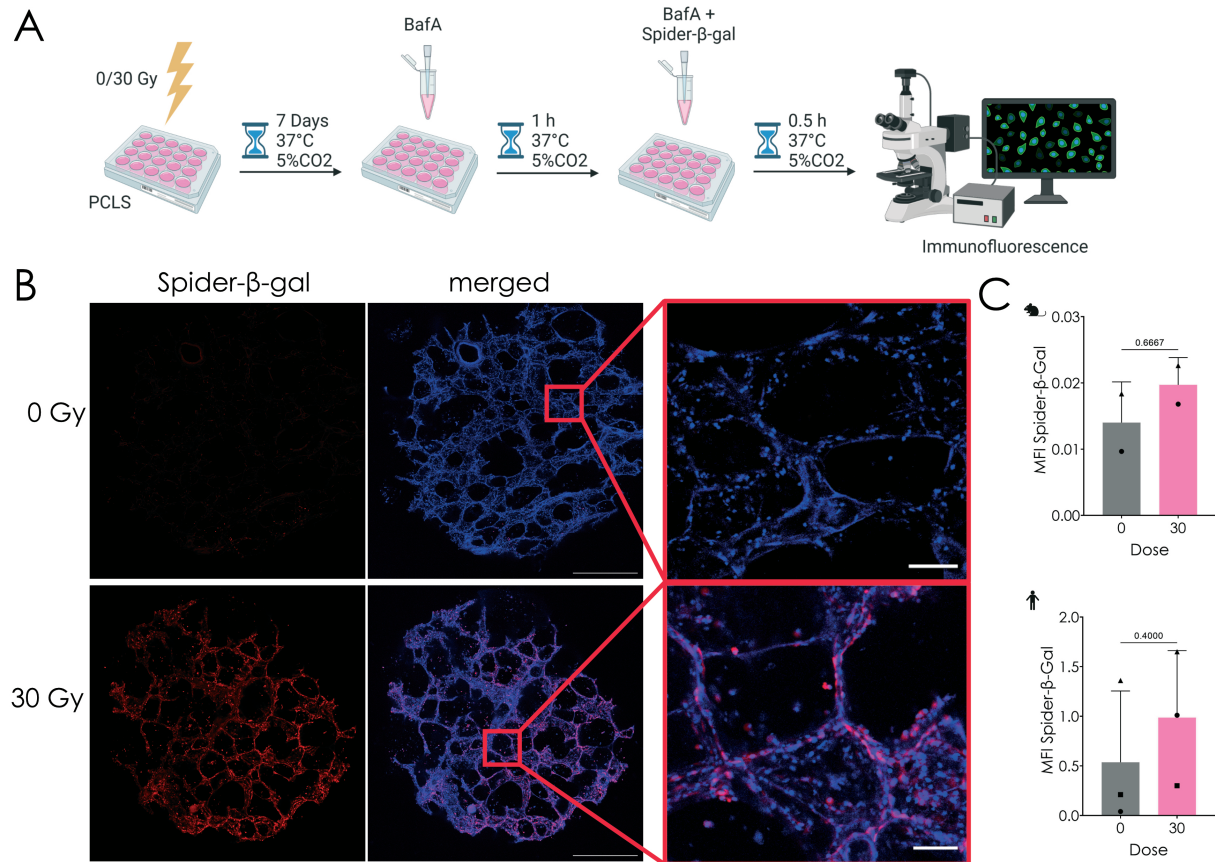 A
0/30 Gy
PCLS
7 Days
37°C
5%CO2
BafA
1 h
37°C
5%CO2
BafA +
Spider-β-gal
0.5 h
37°C
5%CO2
Immunofluorescence
B
Spider-β-gal
merged
0 Gy
30 Gy
C
MFI Spider-β-Gal
0.03
0.02
0.01
0.00
0.6667
0
30
Dose
MFI Spider-β-Gal
2.0
1.5
1.0
0.5
0.0
0.4000
0
30
Dose